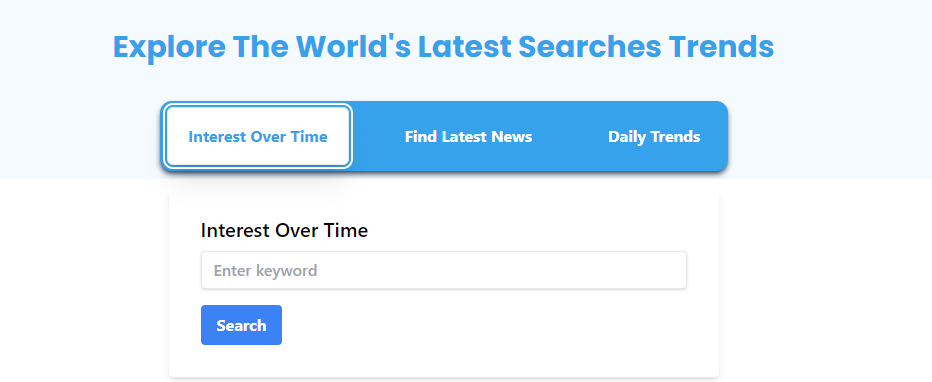 Explore The World's Latest Searches Trends
Interest Over Time
Find Latest News
Daily Trends
Interest Over Time
Enter keyword
Search